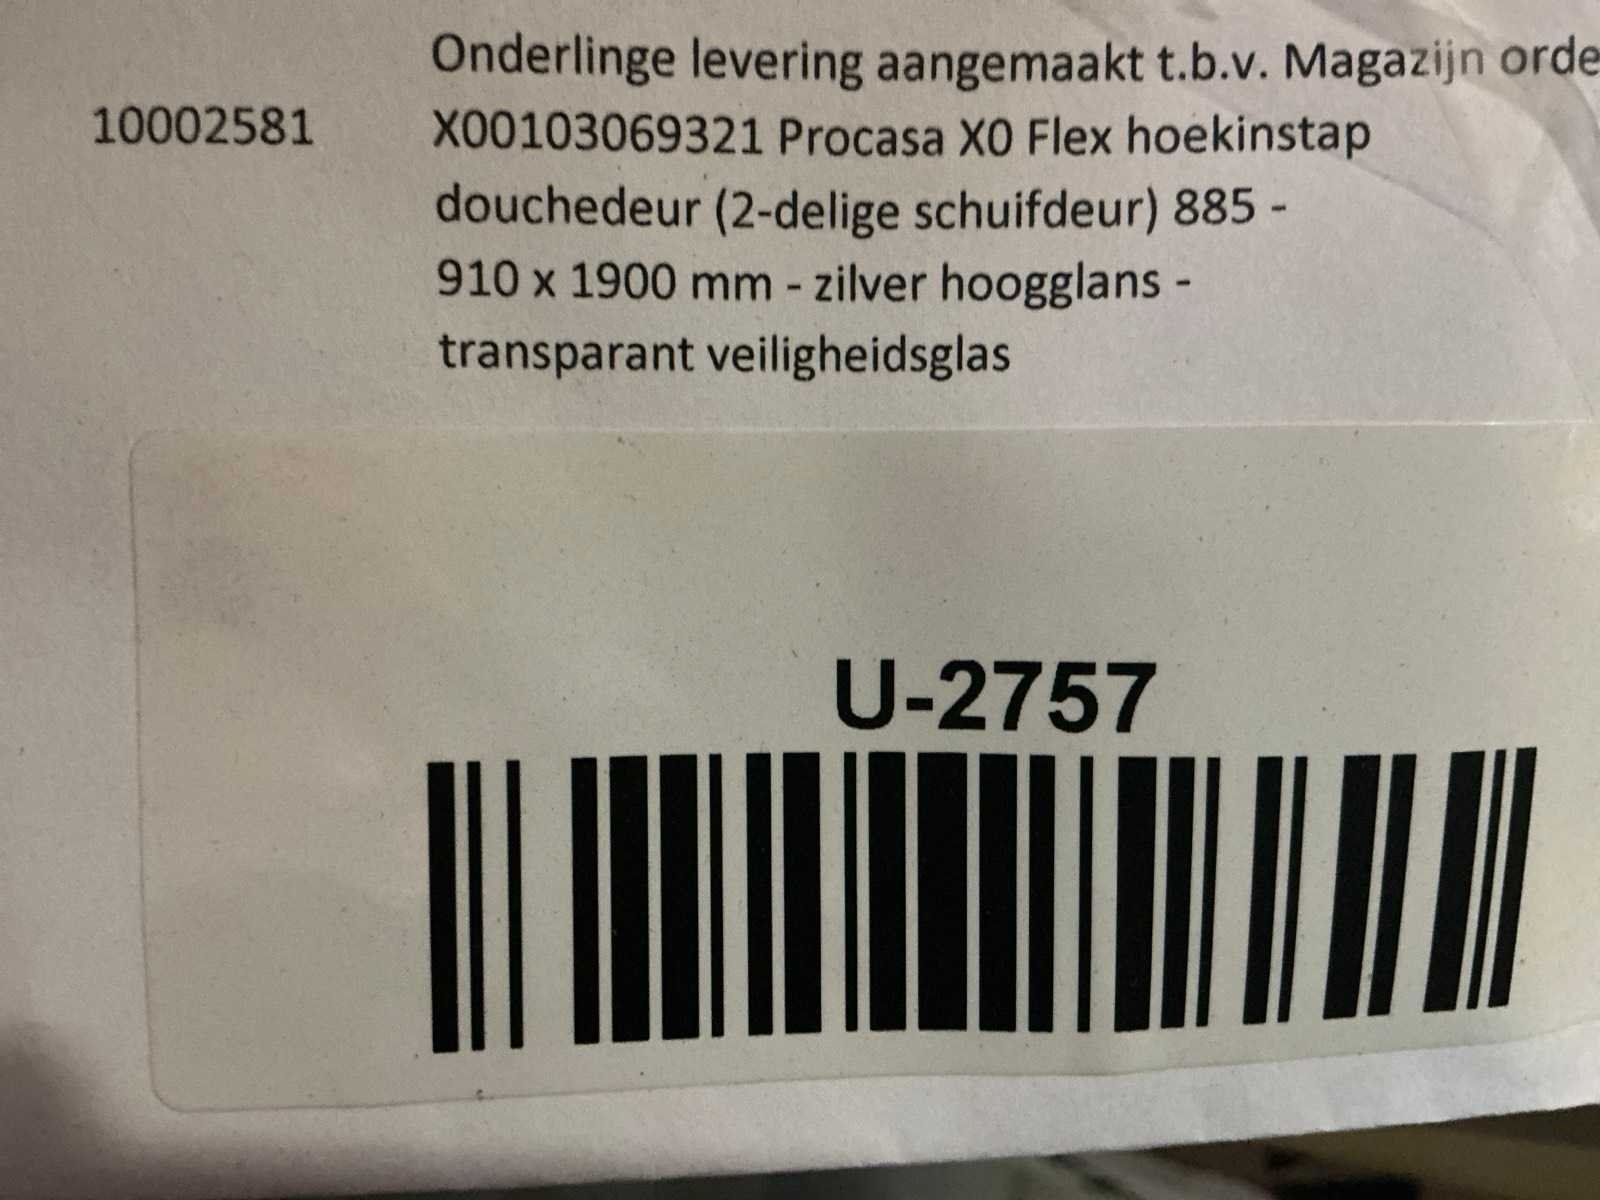 Onderlinge levering aangemaakt t.b.v. Magazijn orde
10002581 X00103069321 Procasa X0 Flex hoekinstap
douchedeur (2-delige schuifdeur) 885 -
910 x 1900 mm - zilver hoogglans -
transparant veiligheidsglas
U-2757